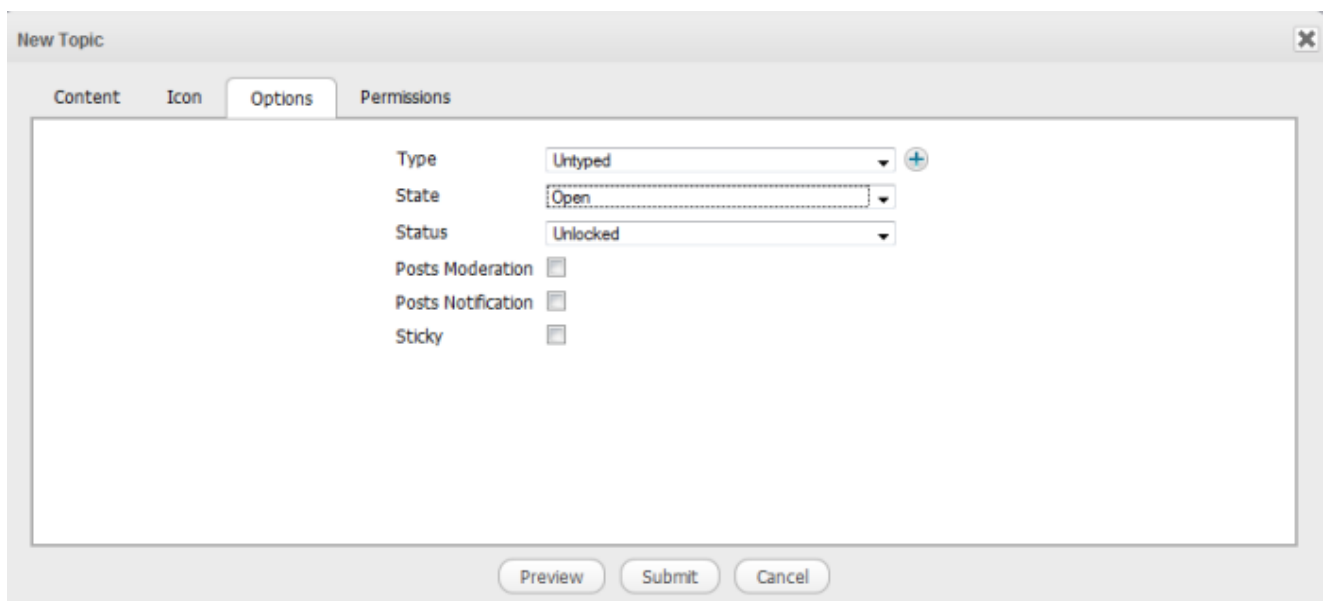 New Topic
Content Icon Options Permissions
Type Untyped
State Open
Status Unlocked
Posts Moderation
Posts Notification
Sticky
Preview Submit Cancel